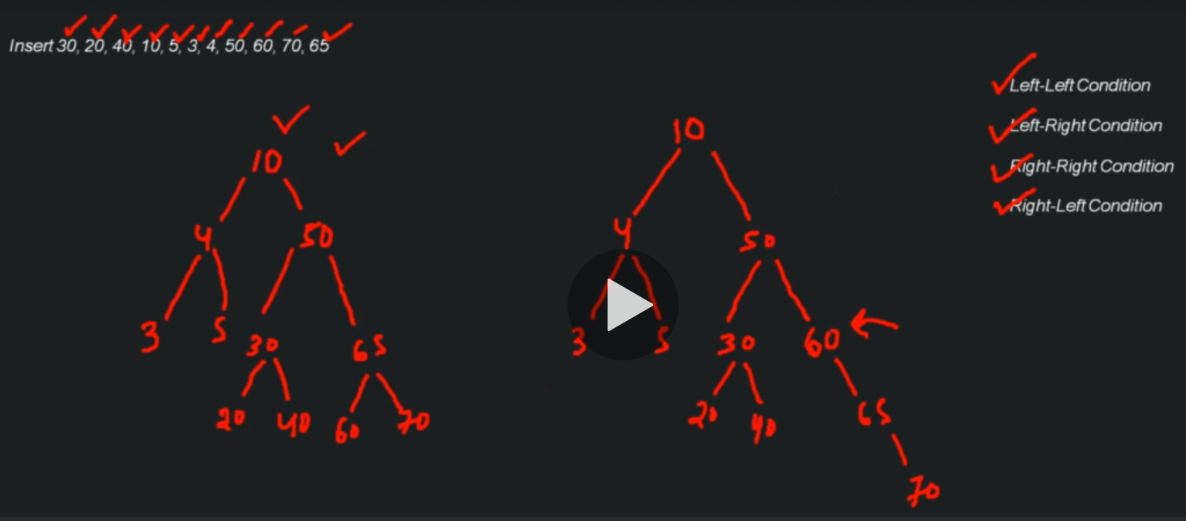 Insert 30, 20, 40, 10, 5, 3, 4, 50, 60, 70, 65
Left-Left Condition
Left-Right Condition
Right-Right Condition
Right-Left Condition
10
4 50
3 5 30 65
20 40 60 70
10
4 50
3 5 30 60
20 40 65
70